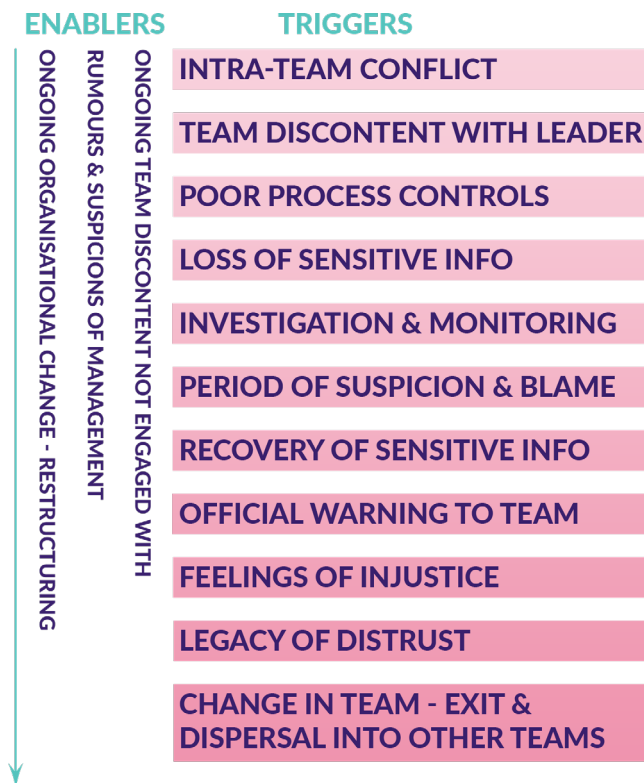 ENABLERS
TRIGGERS
ONGOING ORGANISATIONAL CHANGE - RESTRUCTURING
RUMOURS & SUSPICIONS OF MANAGEMENT
ONGOING TEAM DISCONTENT NOT ENGAGED WITH
INTRA-TEAM CONFLICT
TEAM DISCONTENT WITH LEADER
POOR PROCESS CONTROLS
LOSS OF SENSITIVE INFO
INVESTIGATION & MONITORING
PERIOD OF SUSPICION & BLAME
RECOVERY OF SENSITIVE INFO
OFFICIAL WARNING TO TEAM
FEELINGS OF INJUSTICE
LEGACY OF DISTRUST
CHANGE IN TEAM - EXIT &
DISPERSAL INTO OTHER TEAMS